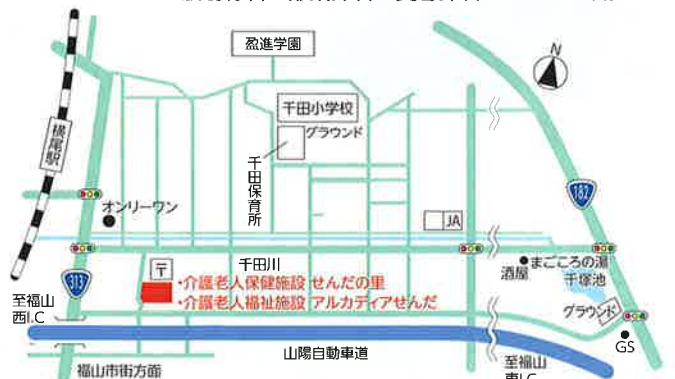 盈進学園
N
千田小学校
グラウンド
横尾駅
千田保育所
182
オンリーワン
JA
千田川
まごころの湯
酒屋
千塚池
〒
313
・介護老人保健施設 せんだの里
・介護老人福祉施設 アルカディアせんだ
至福山
西I.C
グラウンド
GS
山陽自動車道
至福山
福山市街方面